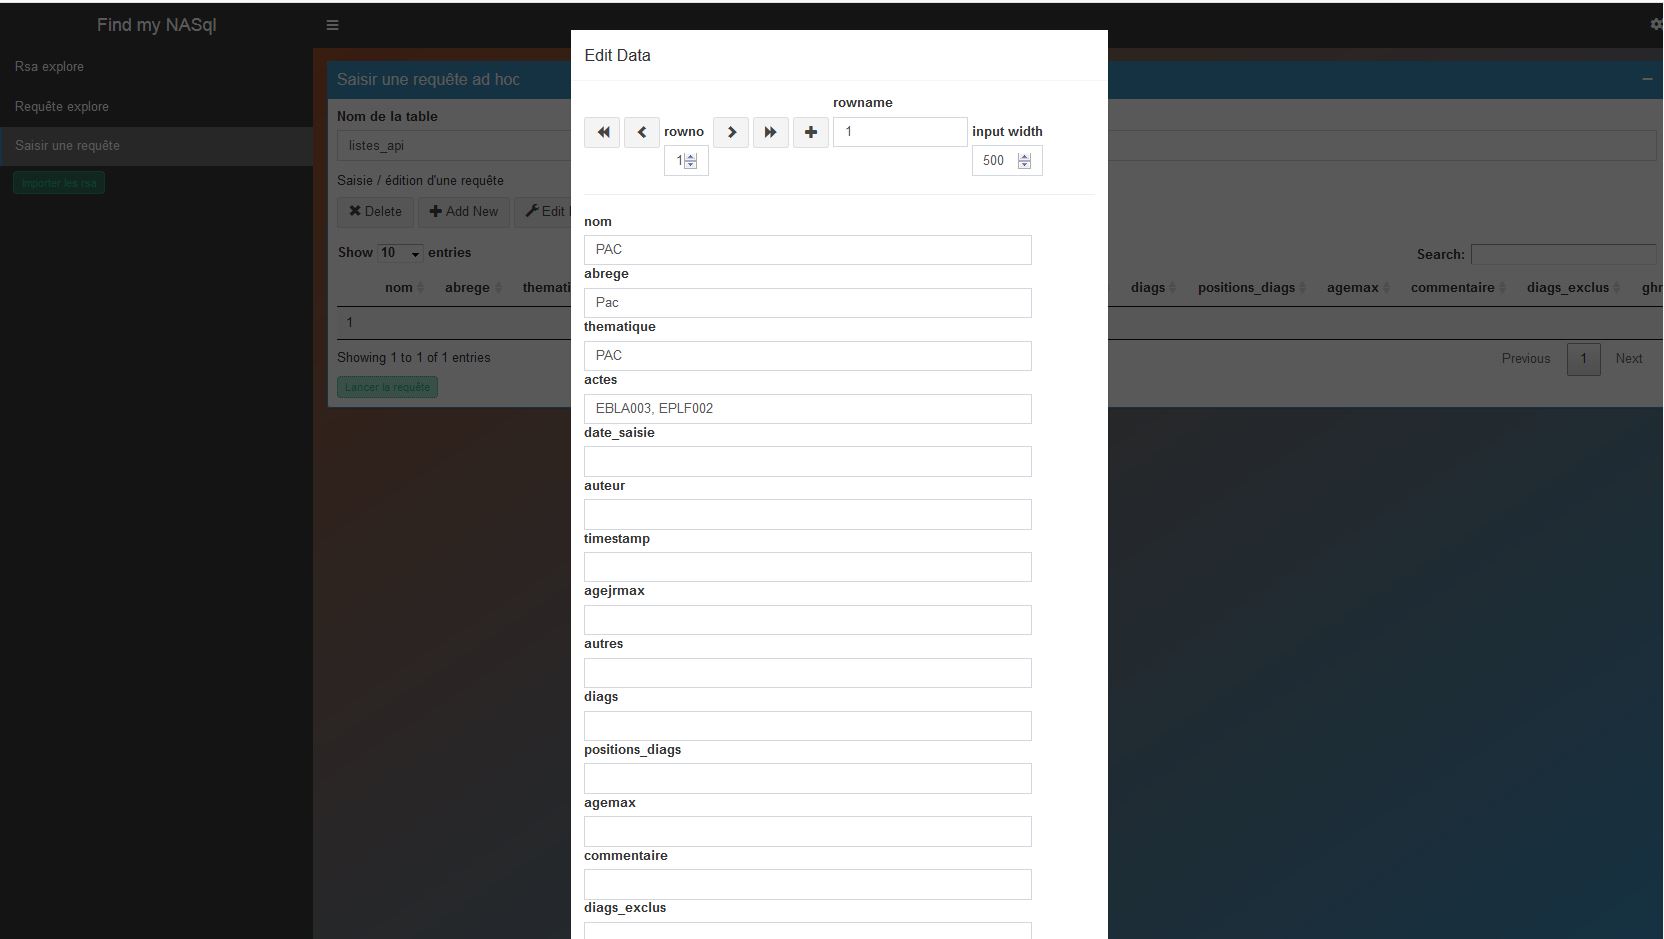 Find my NASql
Rsa explore
Requête explore
Saisir une requête
Importer les rsa
Saisir une requête ad hoc
Nom de la table
listes_api
Saisie / édition d'une requête
Delete
Add New
Edit
Show 10 entries
Search:
nom abrege themati
diags positions_diags agemax commentaire diags_exclus ghr
1
Showing 1 to 1 of 1 entries
Previous 1 Next
Lancer la requête
Edit Data
rowno
1
rowname
1
input width
500
nom
PAC
abrege
Pac
thematique
PAC
actes
EBLA003, EPLF002
date_saisie
auteur
timestamp
agejrmax
autres
diags
positions_diags
agemax
commentaire
diags_exclus